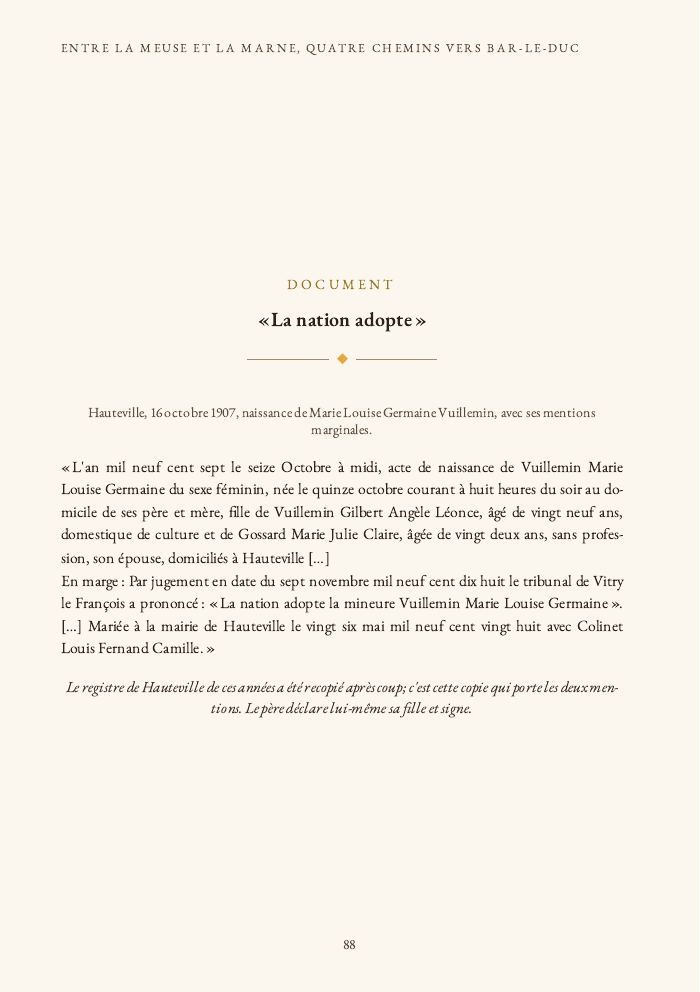 ENTRE LA MEUSE ET LA MARNE, QUATRE CHEMINS VERS BAR-LE-DUC
DOCUMENT
« La nation adopte »
Hauteville, 16 octobre 1907, naissance de Marie Louise Germaine Vuillemin, avec ses mentions
marginales.
« L'an mil neuf cent sept le seize Octobre à midi, acte de naissance de Vuillemin Marie
Louise Germaine du sexe féminin, née le quinze octobre courant à huit heures du soir au do-
micile de ses père et mère, fille de Vuillemin Gilbert Angèle Léonce, âgé de vingt neuf ans,
domestique de culture et de Gossard Marie Julie Claire, âgée de vingt deux ans, sans profes-
sion, son épouse, domiciliés à Hauteville [...]
En marge : Par jugement en date du sept novembre mil neuf cent dix huit le tribunal de Vitry
le François a prononcé : « La nation adopte la mineure Vuillemin Marie Louise Germaine ».
[...] Mariée à la mairie de Hauteville le vingt six mai mil neuf cent vingt huit avec Colinet
Louis Fernand Camille. »
Le registre de Hauteville de ces années a été recopié après coup; c'est cette copie qui porte les deux men-
tions. Le père déclare lui-même sa fille et signe.
88